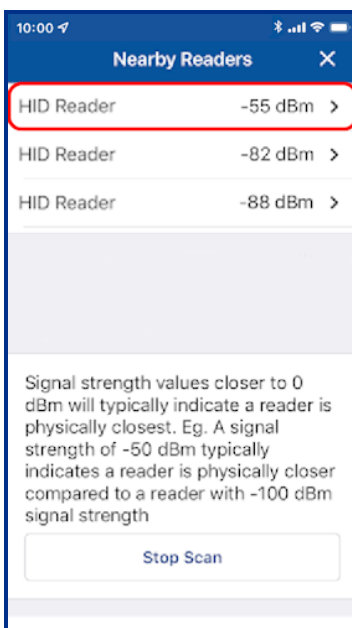 10:00
Nearby Readers
HID Reader -55 dBm
HID Reader -82 dBm
HID Reader -88 dBm
Signal strength values closer to 0
dBm will typically indicate a reader is
physically closest. Eg. A signal
strength of -50 dBm typically
indicates a reader is physically closer
compared to a reader with -100 dBm
signal strength
Stop Scan